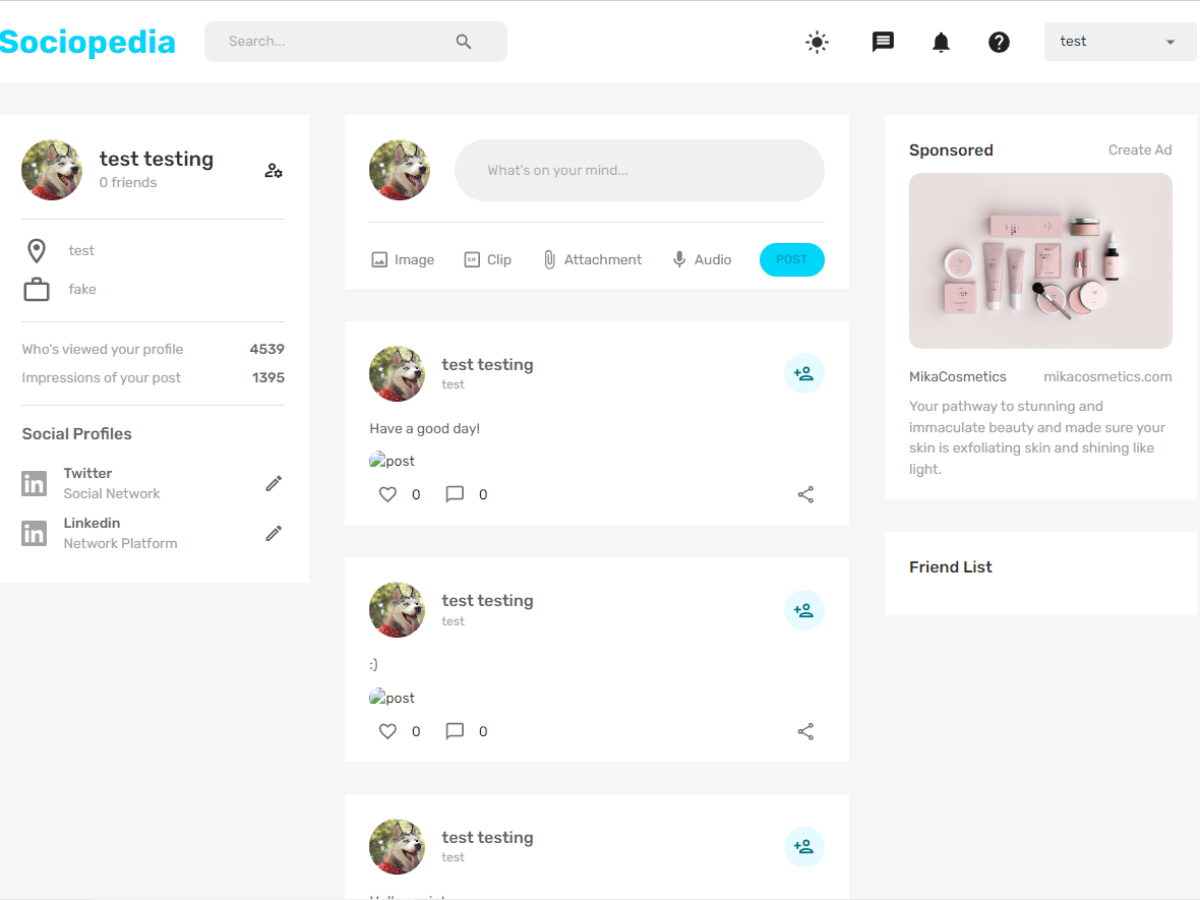 Sociopedia
Search...
test
test testing
0 friends
test
fake
Who's viewed your profile 4539
Impressions of your post 1395
Social Profiles
Twitter
Social Network
Linkedin
Network Platform
What's on your mind...
Image GIF Clip Attachment Audio POST
test testing
test
Have a good day!
post
0 0
test testing
test
:)
post
0 0
test testing
test
Sponsored Create Ad
MikaCosmetics mikacosmetics.com
Your pathway to stunning and
immaculate beauty and made sure your
skin is exfoliating skin and shining like
light.
Friend List